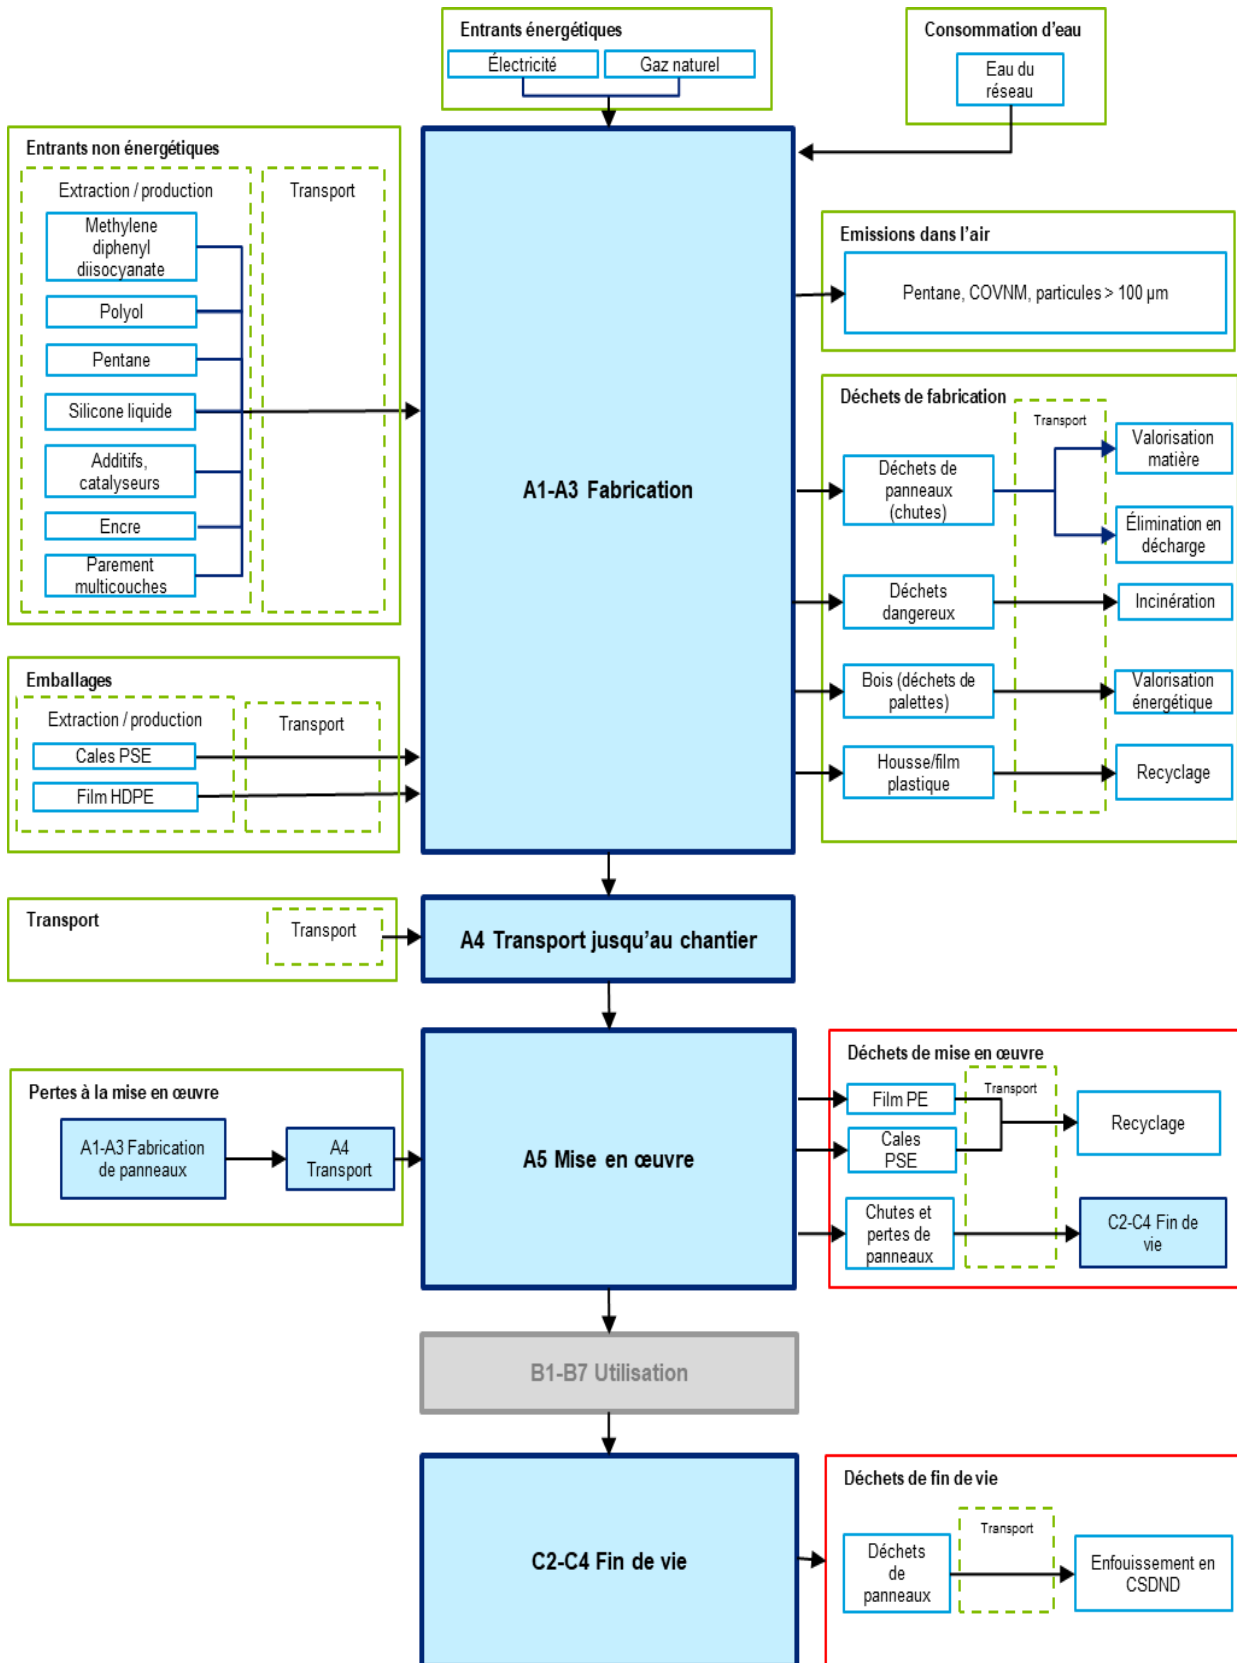 Entrants énergétiques
Électricité
Gaz naturel
Consommation d'eau
Eau du
réseau
Entrants non énergétiques
Extraction / production
Transport
Methylene
diphenyl
diisocyanate
Polyol
Pentane
Silicone liquide
Additifs,
catalyseurs
Encre
Parement
multicouches
Emballages
Extraction / production
Transport
Cales PSE
Film HDPE
A1-A3 Fabrication
Emissions dans l'air
Pentane, COVNM, particules > 100 µm
Déchets de fabrication
Transport
Déchets de
panneaux
(chutes)
Valorisation
matière
Élimination en
décharge
Déchets
dangereux
Incinération
Bois (déchets de
palettes)
Valorisation
énergétique
Housse/film
plastique
Recyclage
Transport
Transport
A4 Transport jusqu'au chantier
Pertes à la mise en œuvre
A1-A3 Fabrication
de panneaux
A4
Transport
A5 Mise en œuvre
Déchets de mise en œuvre
Transport
Film PE
Cales
PSE
Recyclage
Chutes et
pertes de
panneaux
C2-C4 Fin de
vie
B1-B7 Utilisation
C2-C4 Fin de vie
Déchets de fin de vie
Transport
Déchets
de
panneaux
Enfouissement en
CSDND